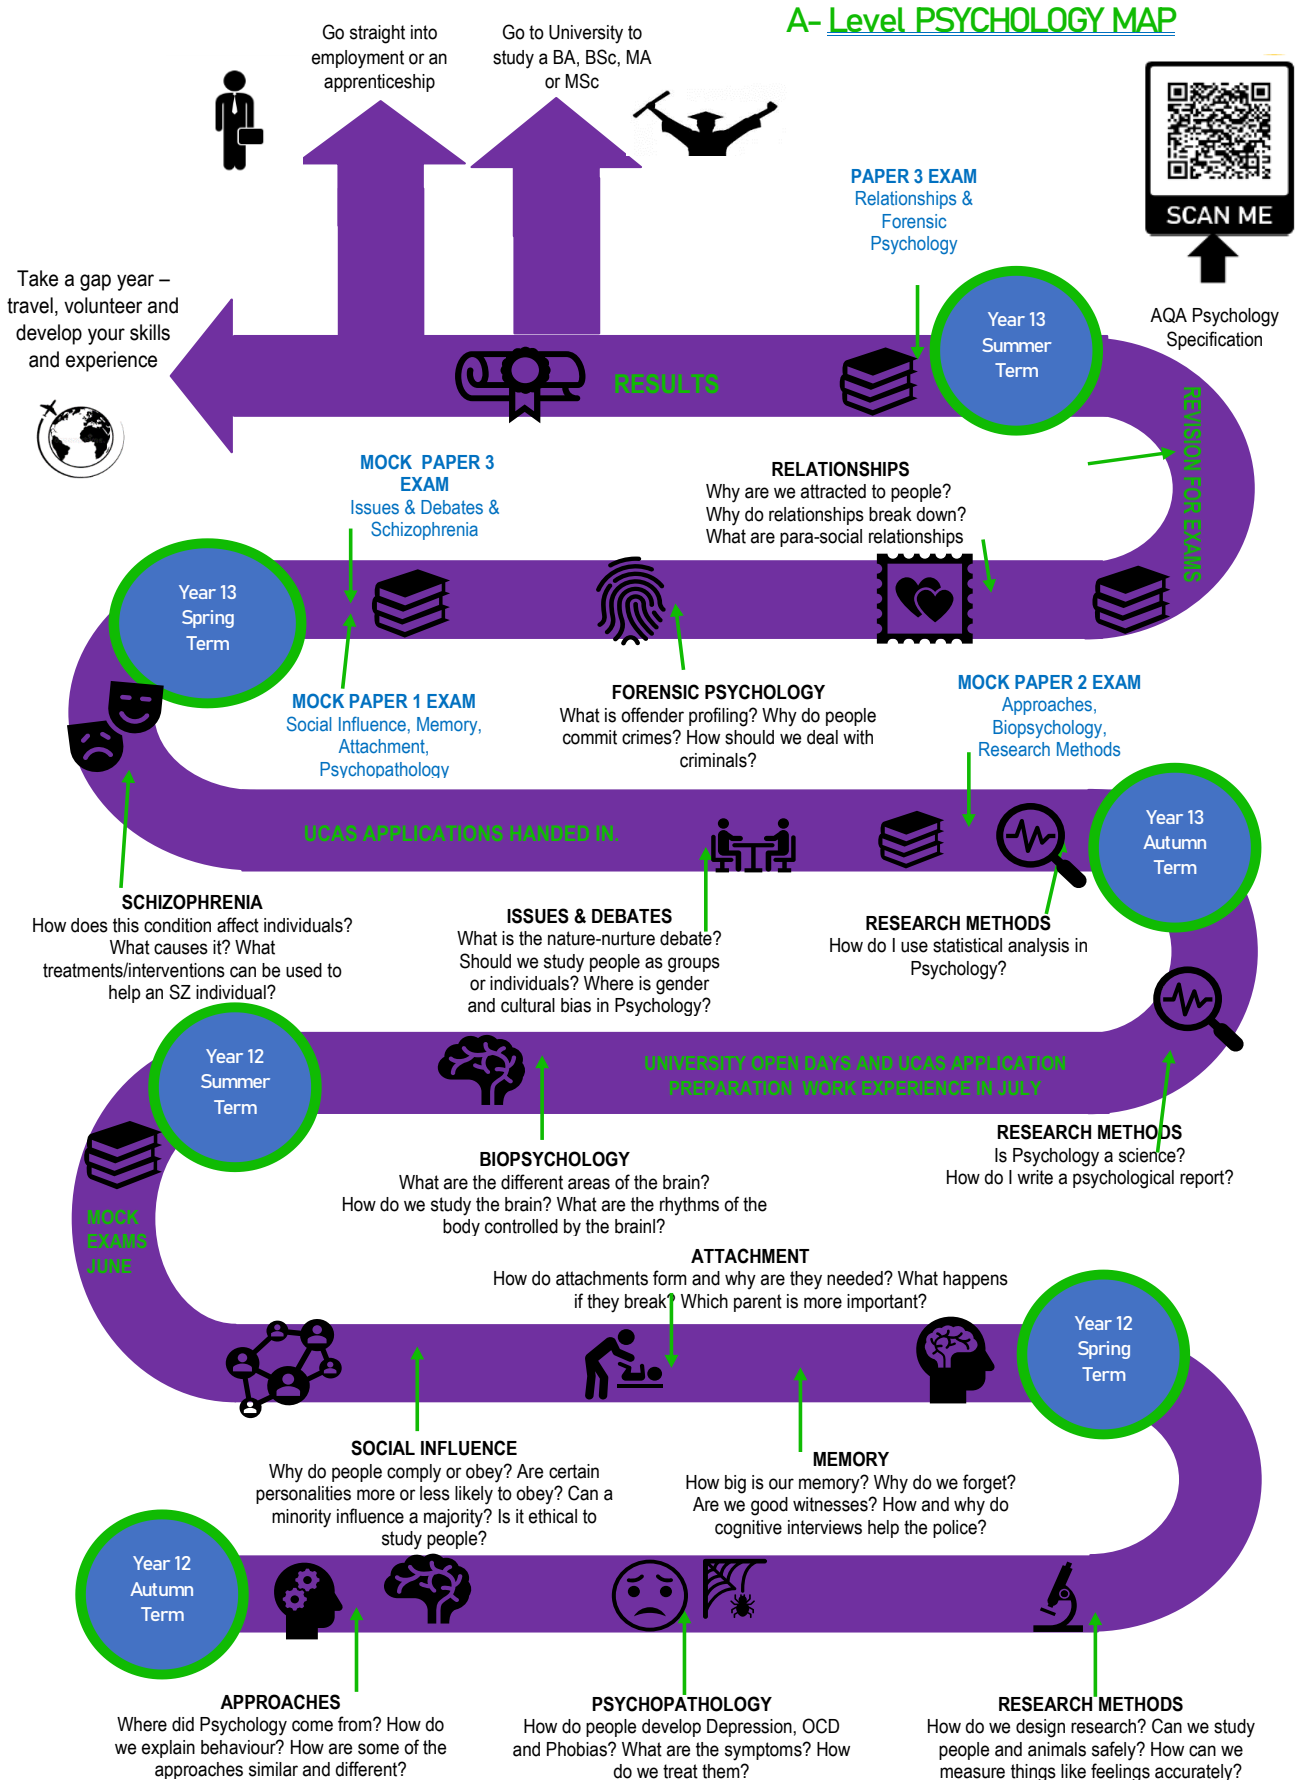 A- Level PSYCHOLOGY MAP
Go straight into
employment or an
apprenticeship
Go to University to
study a BA, BSc, MA
or MSc
SCAN ME
AQA Psychology
Specification
PAPER 3 EXAM
Relationships &
Forensic
Psychology
Take a gap year –
travel, volunteer and
develop your skills
and experience
Year 13
Summer
Term
RESULTS
REVISION FOR EXAMS
MOCK PAPER 3
EXAM
Issues & Debates &
Schizophrenia
RELATIONSHIPS
Why are we attracted to people?
Why do relationships break down?
What are para-social relationships
Year 13
Spring
Term
MOCK PAPER 1 EXAM
Social Influence, Memory,
Attachment,
Psychopathology
FORENSIC PSYCHOLOGY
What is offender profiling? Why do people
commit crimes? How should we deal with
criminals?
MOCK PAPER 2 EXAM
Approaches,
Biopsychology,
Research Methods
UCAS APPLICATIONS HANDED IN.
Year 13
Autumn
Term
SCHIZOPHRENIA
How does this condition affect individuals?
What causes it? What
treatments/interventions can be used to
help an SZ individual?
ISSUES & DEBATES
What is the nature-nurture debate?
Should we study people as groups
or individuals? Where is gender
and cultural bias in Psychology?
RESEARCH METHODS
How do I use statistical analysis in
Psychology?
Year 12
Summer
Term
UNIVERSITY OPEN DAYS AND UCAS APPLICATION
PREPARATION WORK EXPERIENCE IN JULY
RESEARCH METHODS
Is Psychology a science?
How do I write a psychological report?
BIOPSYCHOLOGY
What are the different areas of the brain?
How do we study the brain? What are the rhythms of the
body controlled by the brainl?
MOCK
EXAMS
JUNE
ATTACHMENT
How do attachments form and why are they needed? What happens
if they break? Which parent is more important?
Year 12
Spring
Term
SOCIAL INFLUENCE
Why do people comply or obey? Are certain
personalities more or less likely to obey? Can a
minority influence a majority? Is it ethical to
study people?
MEMORY
How big is our memory? Why do we forget?
Are we good witnesses? How and why do
cognitive interviews help the police?
Year 12
Autumn
Term
APPROACHES
Where did Psychology come from? How do
we explain behaviour? How are some of the
approaches similar and different?
PSYCHOPATHOLOGY
How do people develop Depression, OCD
and Phobias? What are the symptoms? How
do we treat them?
RESEARCH METHODS
How do we design research? Can we study
people and animals safely? How can we
measure things like feelings accurately?